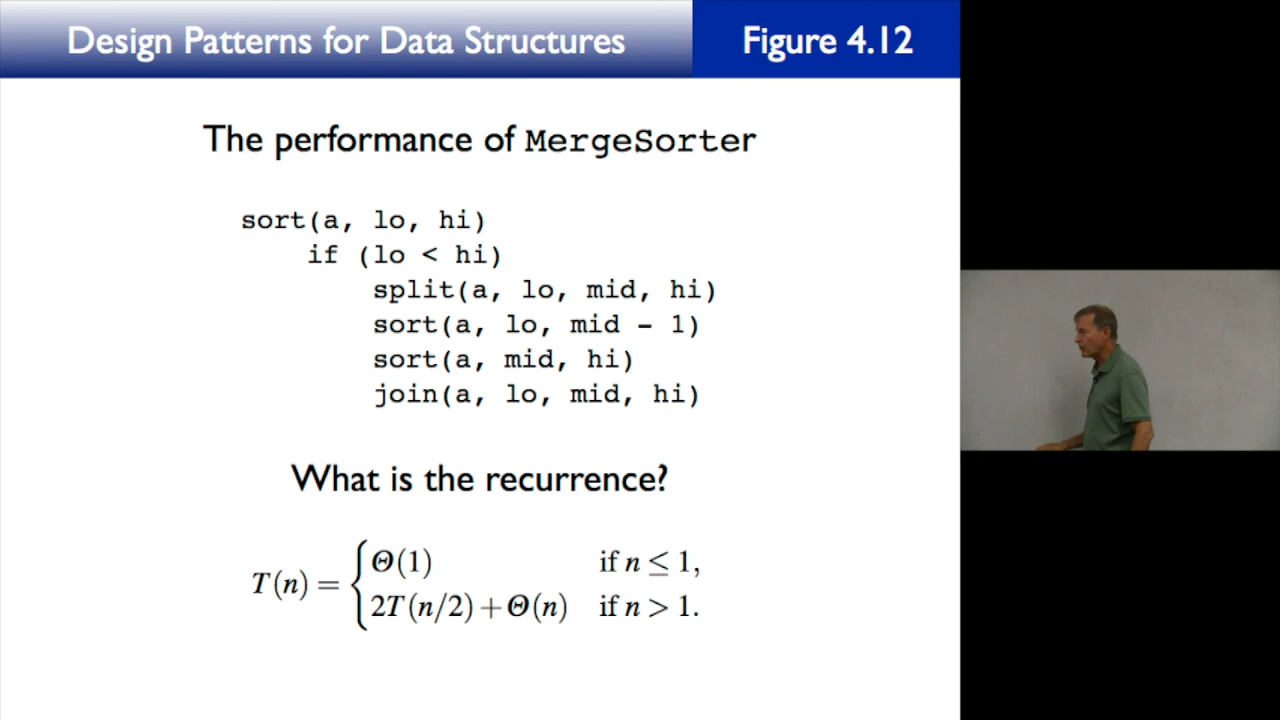 Design Patterns for Data Structures
Figure 4.12
The performance of MergeSorter
sort(a, lo, hi)
    if (lo < hi)
        split(a, lo, mid, hi)
        sort(a, lo, mid - 1)
        sort(a, mid, hi)
        join(a, lo, mid, hi)
What is the recurrence?
T(n) = { Θ(1) if n ≤ 1,
2T(n/2) + Θ(n) if n > 1.